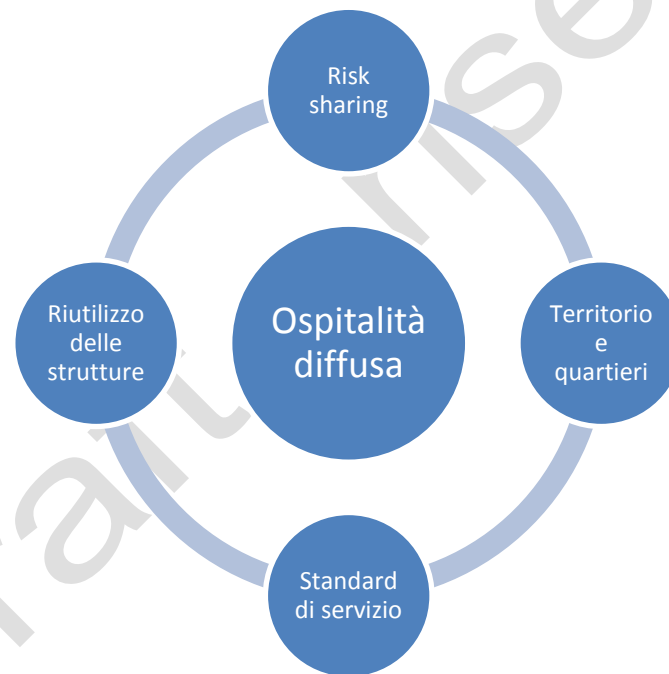 Risk
sharing
Riutilizzo
delle
strutture
Ospitalità
diffusa
Territorio
e
quartieri
Standard
di servizio